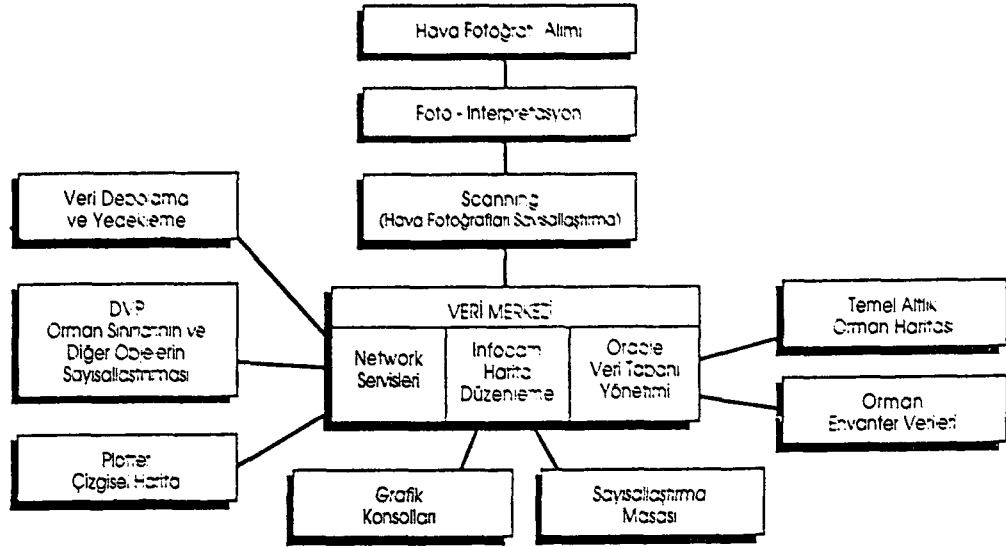 Hava Fotoğrafı Alımı
Foto - Interpretasyon
Scanning
(Hava Fotoğrafları Sayısallaştırma)
Veri Depolama
ve Yedekleme
DVP
Orman Sınırlarının ve
Diğer Objelerin
Sayısallaştırılması
Plotter
Çizgisel Harita
VERİ MERKEZİ
Network
Servisleri
Infocam
Harita
Düzenleme
Oracle
Veri Tabanı
Yönetimi
Temel Altlık
Orman Haritası
Orman
Envanter Verileri
Grafik
Konsolları
Sayısallaştırma
Masası